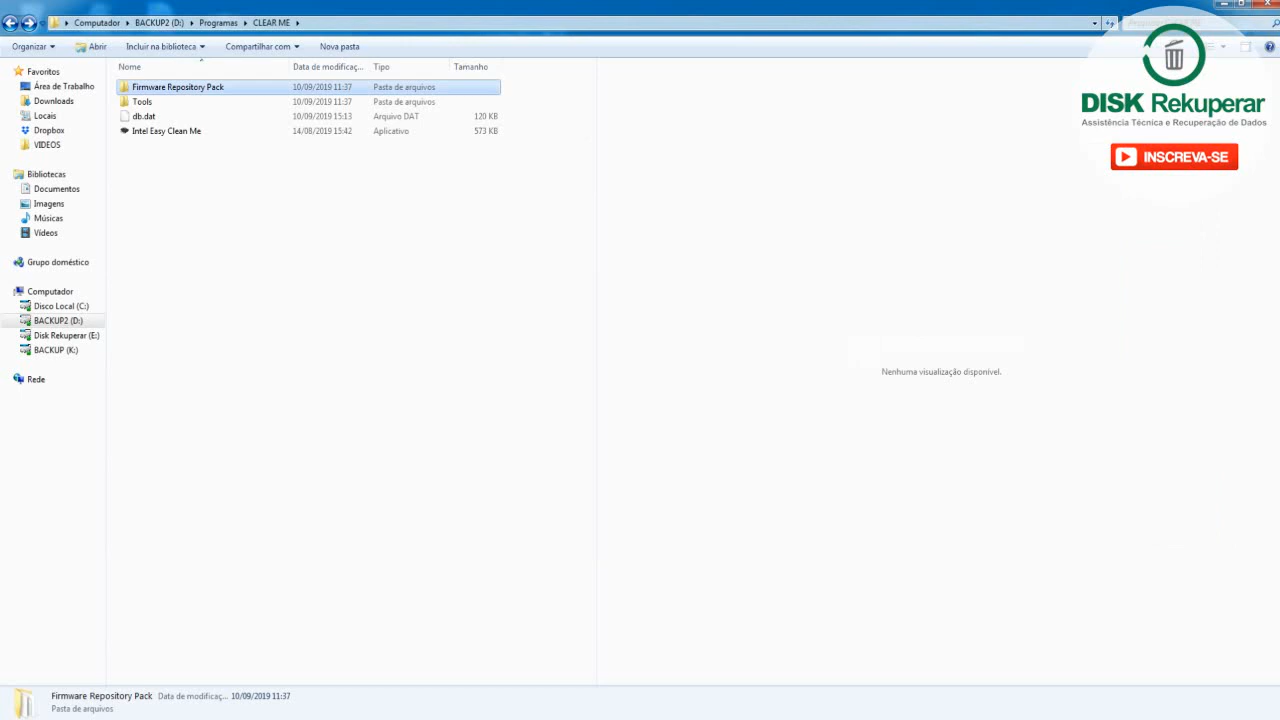 Computador BACKUP2 (D:) Programas CLEAR ME
Organizar Abrir Incluir na biblioteca Compartilhar com Nova pasta
DISK Rekuperar
Assistência Técnica e Recuperação de Dados
INSCREVA-SE
Favoritos
Área de Trabalho
Downloads
Locais
Dropbox
VIDEOS
Bibliotecas
Documentos
Imagens
Músicas
Vídeos
Grupo doméstico
Computador
Disco Local (C:)
BACKUP2 (D:)
Disk Rekuperar (E:)
BACKUP (K:)
Rede
Nome Data de modificaç... Tipo Tamanho
Firmware Repository Pack 10/09/2019 11:37 Pasta de arquivos
Tools 10/09/2019 11:37 Pasta de arquivos
db.dat 10/09/2019 15:13 Arquivo DAT 120 KB
Intel Easy Clean Me 14/08/2019 15:42 Aplicativo 573 KB
Nenhuma visualização disponível.
Firmware Repository Pack Data de modificaç... 10/09/2019 11:37
Pasta de arquivos